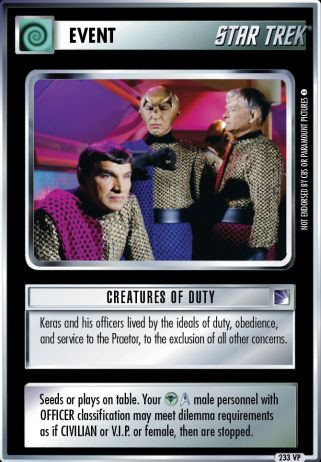 EVENT
STAR TREK
NOT ENDORSED BY CBS OR PARAMOUNT PICTURES
CREATURES OF DUTY
Keras and his officers lived by the ideals of duty, obedience,
and service to the Praetor, to the exclusion of all other concerns.
Seeds or plays on table. Your male personnel with
OFFICER classification may meet dilemma requirements
as if CIVILIAN or V.I.P. or female, then are stopped.
233 VP